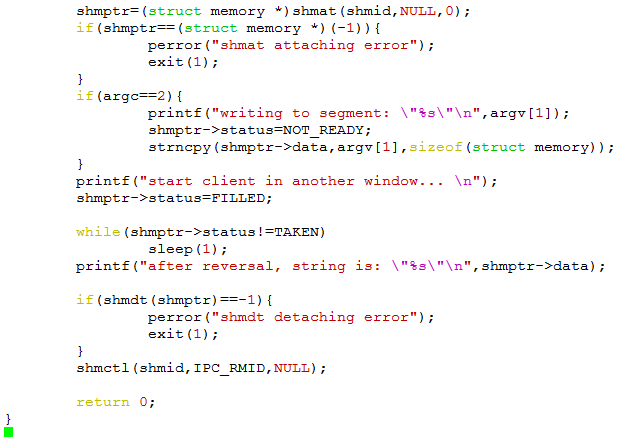 shmptr=(struct memory *)shmat(shmid,NULL,0);
if(shmptr==(struct memory *)(-1)){
perror("shmat attaching error");
exit(1);
}
if(argc==2){
printf("writing to segment: \"%s\"\n",argv[1]);
shmptr->status=NOT_READY;
strncpy(shmptr->data,argv[1],sizeof(struct memory));
}
printf("start client in another window... \n");
shmptr->status=FILLED;
while(shmptr->status!=TAKEN)
sleep(1);
printf("after reversal, string is: \"%s\"\n",shmptr->data);
if(shmdt(shmptr)==-1){
perror("shmdt detaching error");
exit(1);
}
shmctl(shmid,IPC_RMID,NULL);
return 0;
}